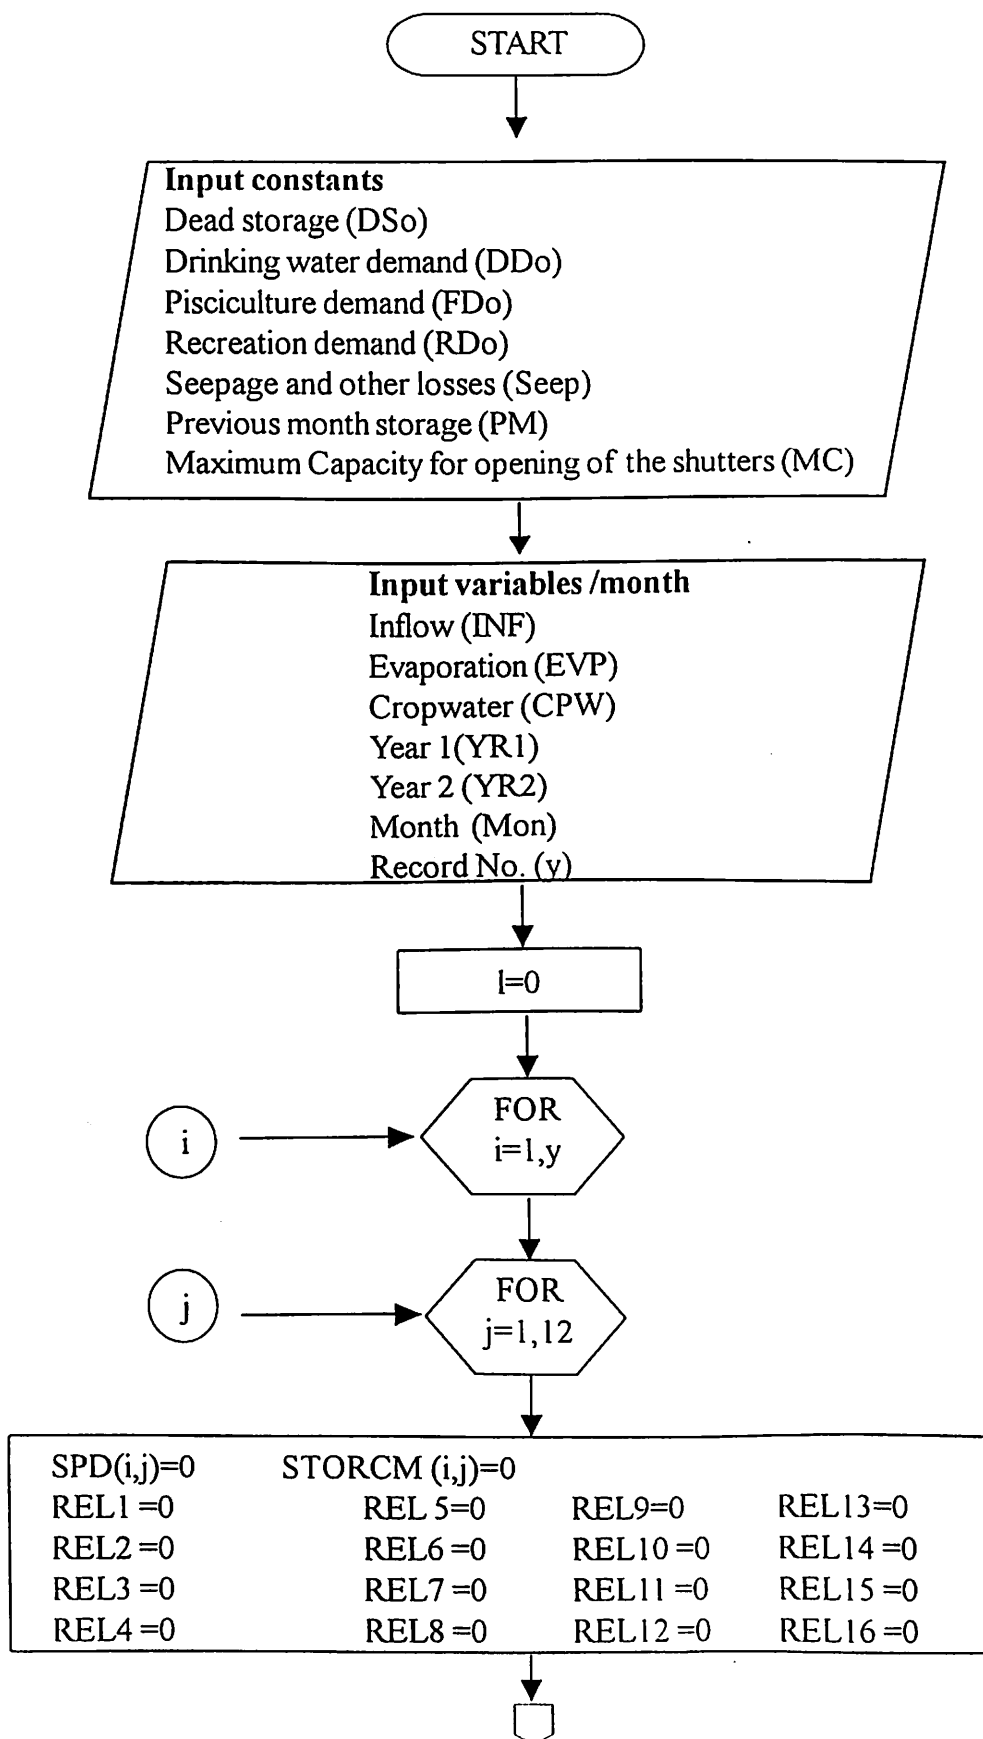 START
Input constants
Dead storage (DSo)
Drinking water demand (DDo)
Pisciculture demand (FDo)
Recreation demand (RDo)
Seepage and other losses (Seep)
Previous month storage (PM)
Maximum Capacity for opening of the shutters (MC)
Input variables /month
Inflow (INF)
Evaporation (EVP)
Cropwater (CPW)
Year 1(YR1)
Year 2 (YR2)
Month (Mon)
Record No. (y)
l=0
FOR
i=1,y
i
FOR
j=1,12
j
SPD(i,j)=0 STORCM (i,j)=0
REL1 =0 REL 5=0 REL9=0 REL13=0
REL2 =0 REL6 =0 REL10 =0 REL14 =0
REL3 =0 REL7 =0 REL11 =0 REL15 =0
REL4 =0 REL8 =0 REL12 =0 REL16 =0